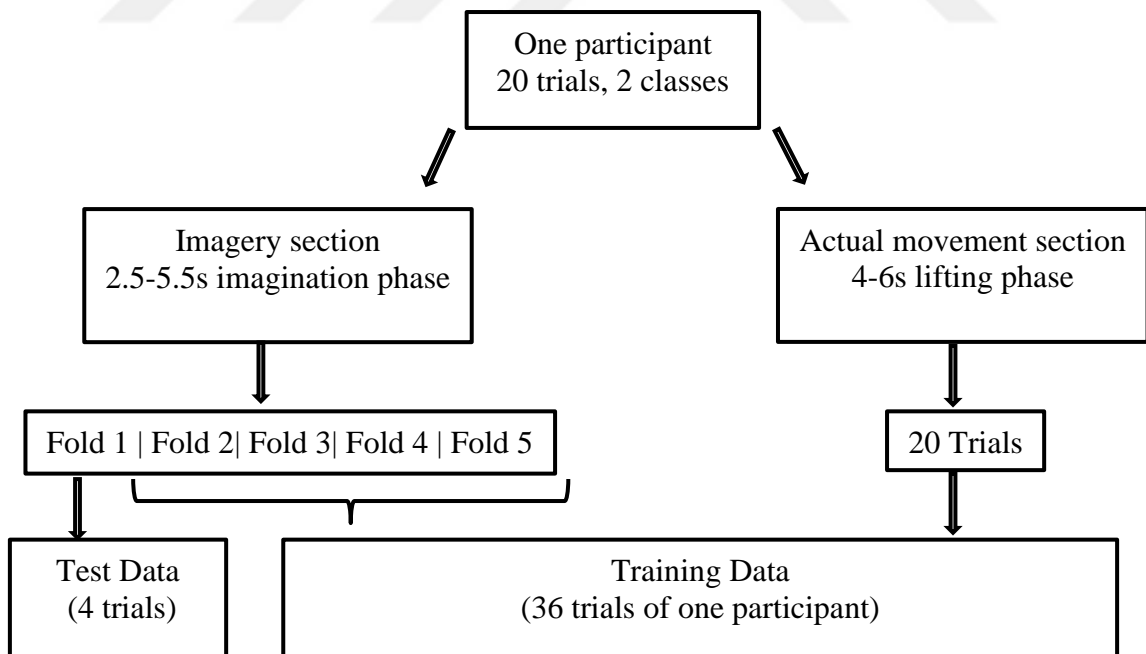 One participant
20 trials, 2 classes
Imagery section
2.5-5.5s imagination phase
Actual movement section
4-6s lifting phase
Fold 1 | Fold 2| Fold 3| Fold 4 | Fold 5
20 Trials
Test Data
(4 trials)
Training Data
(36 trials of one participant)